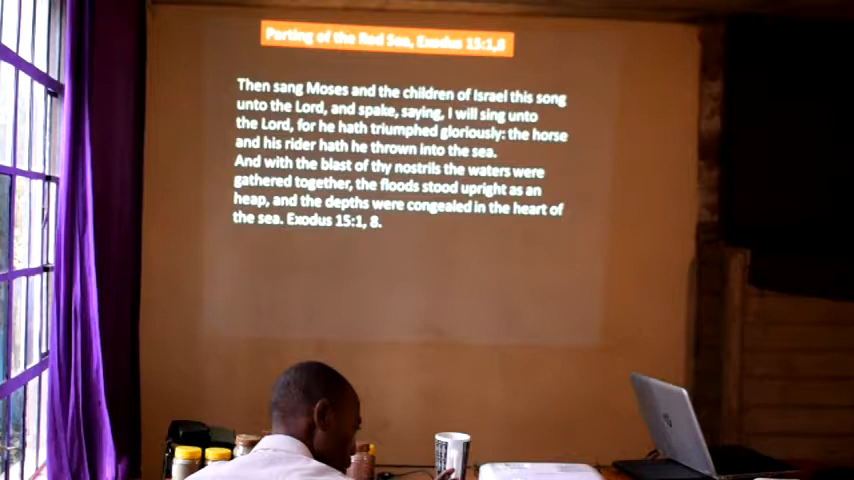 Parting of the Red Sea, Exodus 15:1,8
Then sang Moses and the children of Israel this song
unto the Lord, and spake, saying, I will sing unto
the Lord, for he hath triumphed gloriously: the horse
and his rider hath he thrown into the sea.
And with the blast of thy nostrils the waters were
gathered together, the floods stood upright as an
heap, and the depths were congealed in the heart of
the sea. Exodus 15:1, 8.